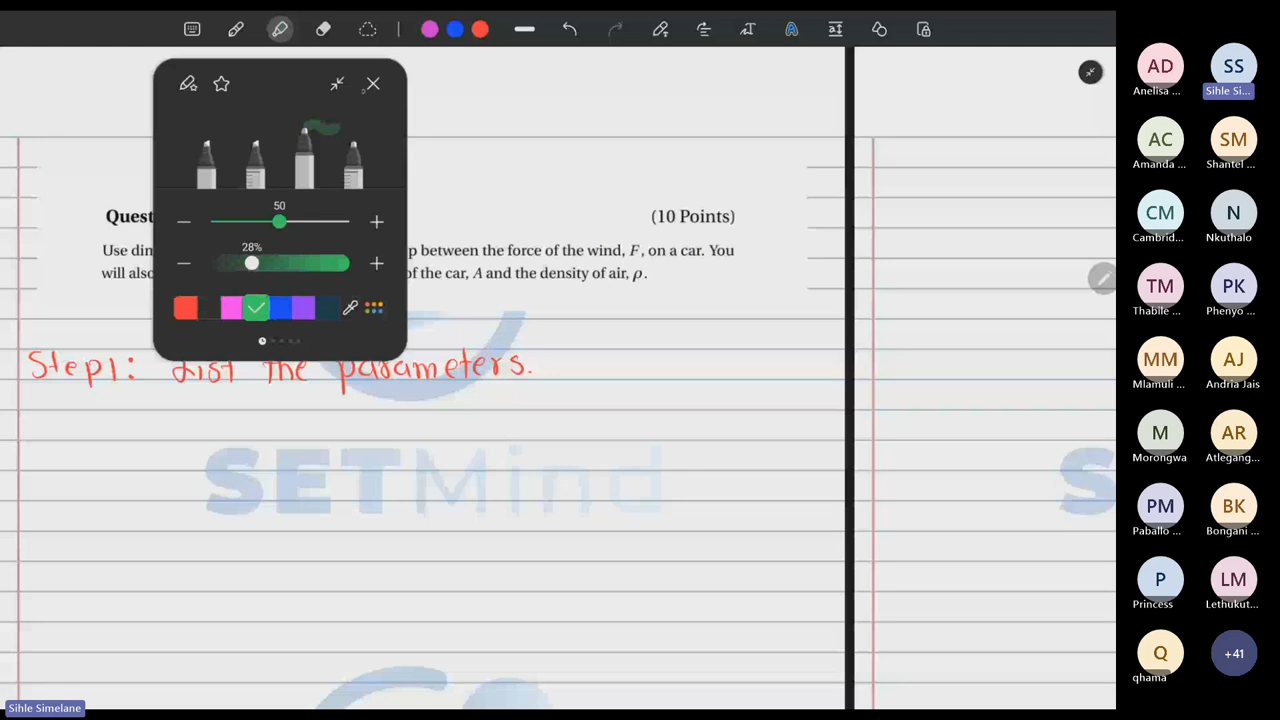 AD
SS
Anelisa ...
Sihle Si...
50
28%
Quest
(10 Points)
Use din
p between the force of the wind, F, on a car. You
will also
of the car, A and the density of air, ρ.
Step1: List the parameters.
SETMind
S
AC
SM
Amanda ...
Shantel ...
CM
N
Cambrid...
Nkuthalo
TM
PK
Thabile ...
Phenyo ...
MM
AJ
Mlamuli ...
Andria Jais
M
AR
Morongwa
Atlegang...
PM
BK
Paballo ...
Bongani ...
P
LM
Princess
Lethukut...
Q
+41
qhama
Sihle Simelane